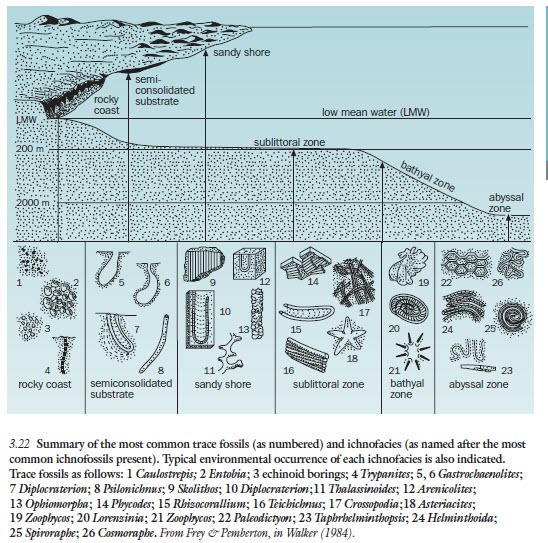 sandy shore
semi-
consolidated
substrate
rocky
coast
low mean water (LMW)
LMW
sublittoral zone
200 m
bathyal zone
abyssal
zone
2000 m
1 2 5 6 9 12 14 17 19 22 26
3 7 10 13 15 18 20 24 25
4 8 11 16 21 23
rocky coast
semiconsolidated
substrate
sandy shore
sublittoral zone
bathyal
zone
abyssal zone
3.22 Summary of the most common trace fossils (as numbered) and ichnofacies (as named after the most
common ichnofossils present). Typical environmental occurrence of each ichnofacies is also indicated.
Trace fossils as follows: 1 Caulostrepis; 2 Entobia; 3 echinoid borings; 4 Trypanites; 5, 6 Gastrochaenolites;
7 Diplocraterion; 8 Psilonichnus; 9 Skolithos; 10 Diplocraterion;11 Thalassinoides; 12 Arenicolites;
13 Ophiomorpha; 14 Phycodes; 15 Rhizocorallium; 16 Teichichnus; 17 Crossopodia;18 Asteriacites;
19 Zoophycos; 20 Lorenzinia; 21 Zoophycos; 22 Paleodictyon; 23 Taphrhelminthopsis; 24 Helminthoida;
25 Spiroraphe; 26 Cosmoraphe. From Frey & Pemberton, in Walker (1984).